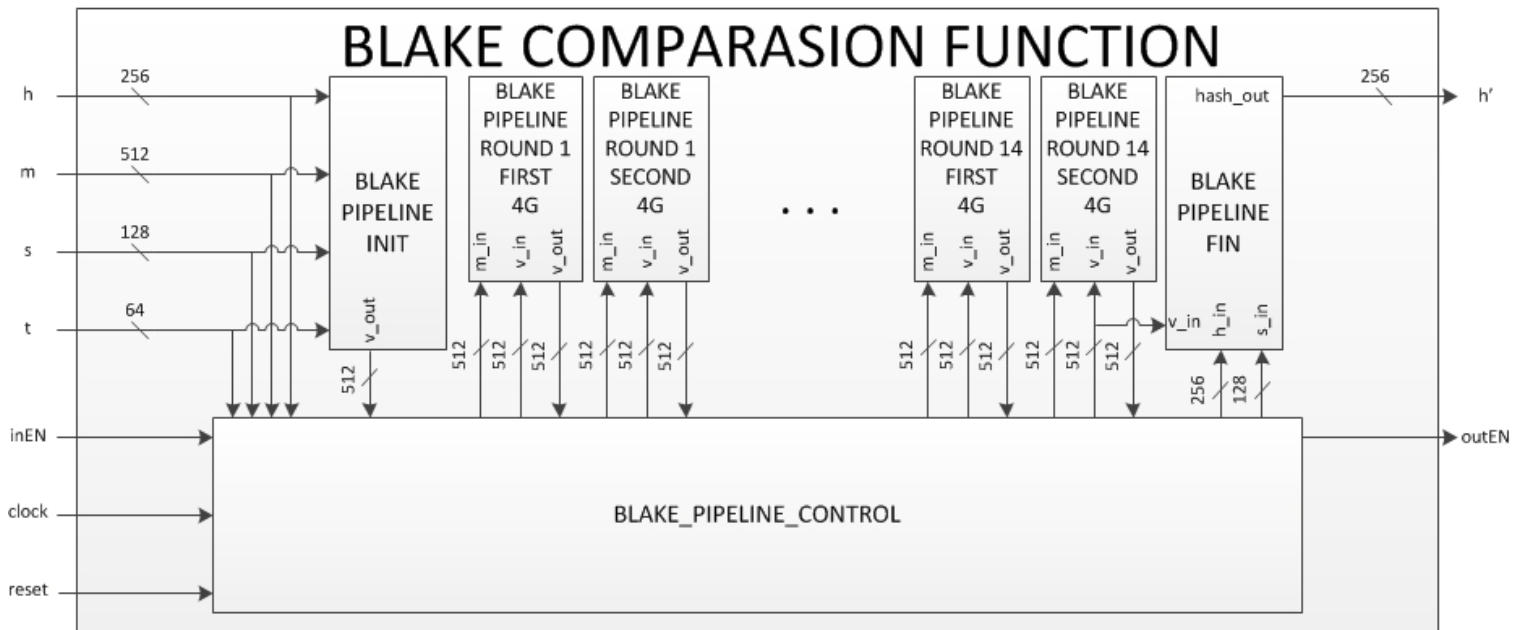 BLAKE COMPARASION FUNCTION
h
256
m
512
s
128
t
64
inEN
clock
reset
BLAKE
PIPELINE
INIT
v_out
512
BLAKE
PIPELINE
ROUND 1
FIRST
4G
m_in
v_in
v_out
512
512
512
BLAKE
PIPELINE
ROUND 1
SECOND
4G
m_in
v_in
v_out
512
512
512
. . .
BLAKE
PIPELINE
ROUND 14
FIRST
4G
m_in
v_in
v_out
512
512
512
BLAKE
PIPELINE
ROUND 14
SECOND
4G
m_in
v_in
v_out
512
512
512
hash_out
BLAKE
PIPELINE
FIN
v_in
h_in
s_in
256
128
256
h'
outEN
BLAKE_PIPELINE_CONTROL